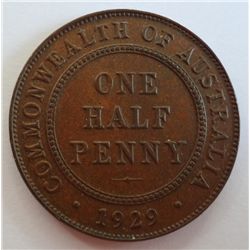 COMMONWEALTH OF AUSTRALIA
ONE
HALF
PENNY
· 1929 ·